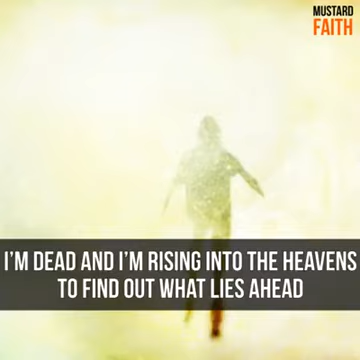 MUSTARD
FAITH
I'M DEAD AND I'M RISING INTO THE HEAVENS
TO FIND OUT WHAT LIES AHEAD